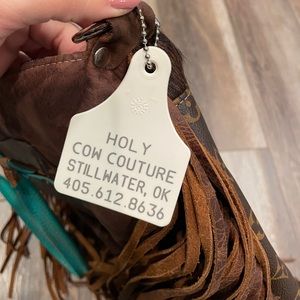 HOLY
COW COUTURE
STILLWATER, OK
405.612.8636